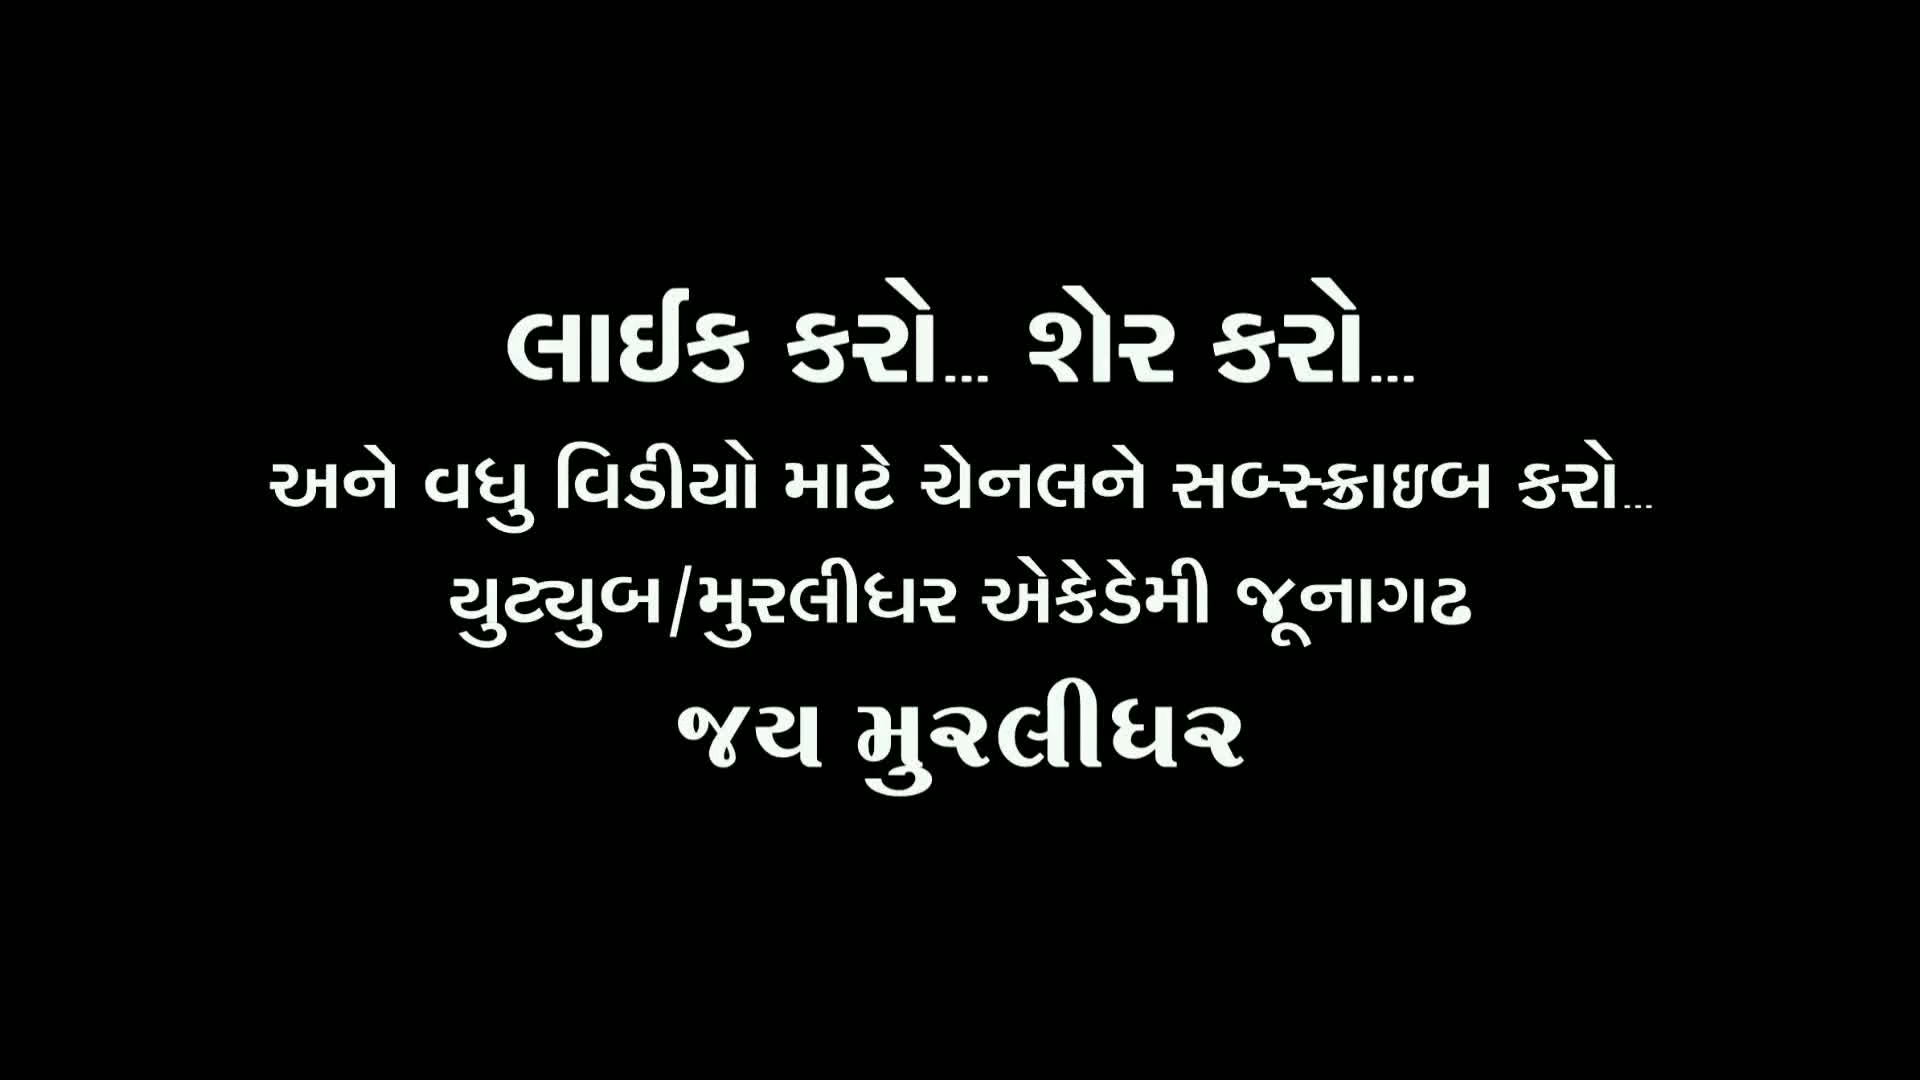 લાઈક કરો... શેર કરો...
અને વધુ વિડીયો માટે ચેનલને સબ્સ્ક્રાઇબ કરો...
યુટ્યુબ/મુરલીધર એકેડેમી જૂનાગઢ
જય મુરલીધર